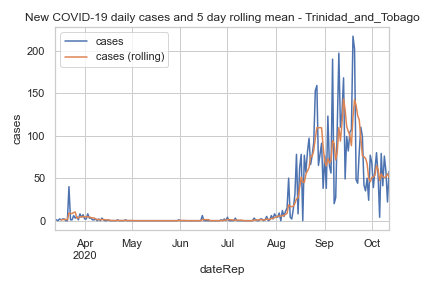 New COVID-19 daily cases and 5 day rolling mean - Trinidad_and_Tobago
cases
cases (rolling)
cases
200
150
100
50
0
Apr
2020
May
Jun
Jul
Aug
Sep
Oct
dateRep